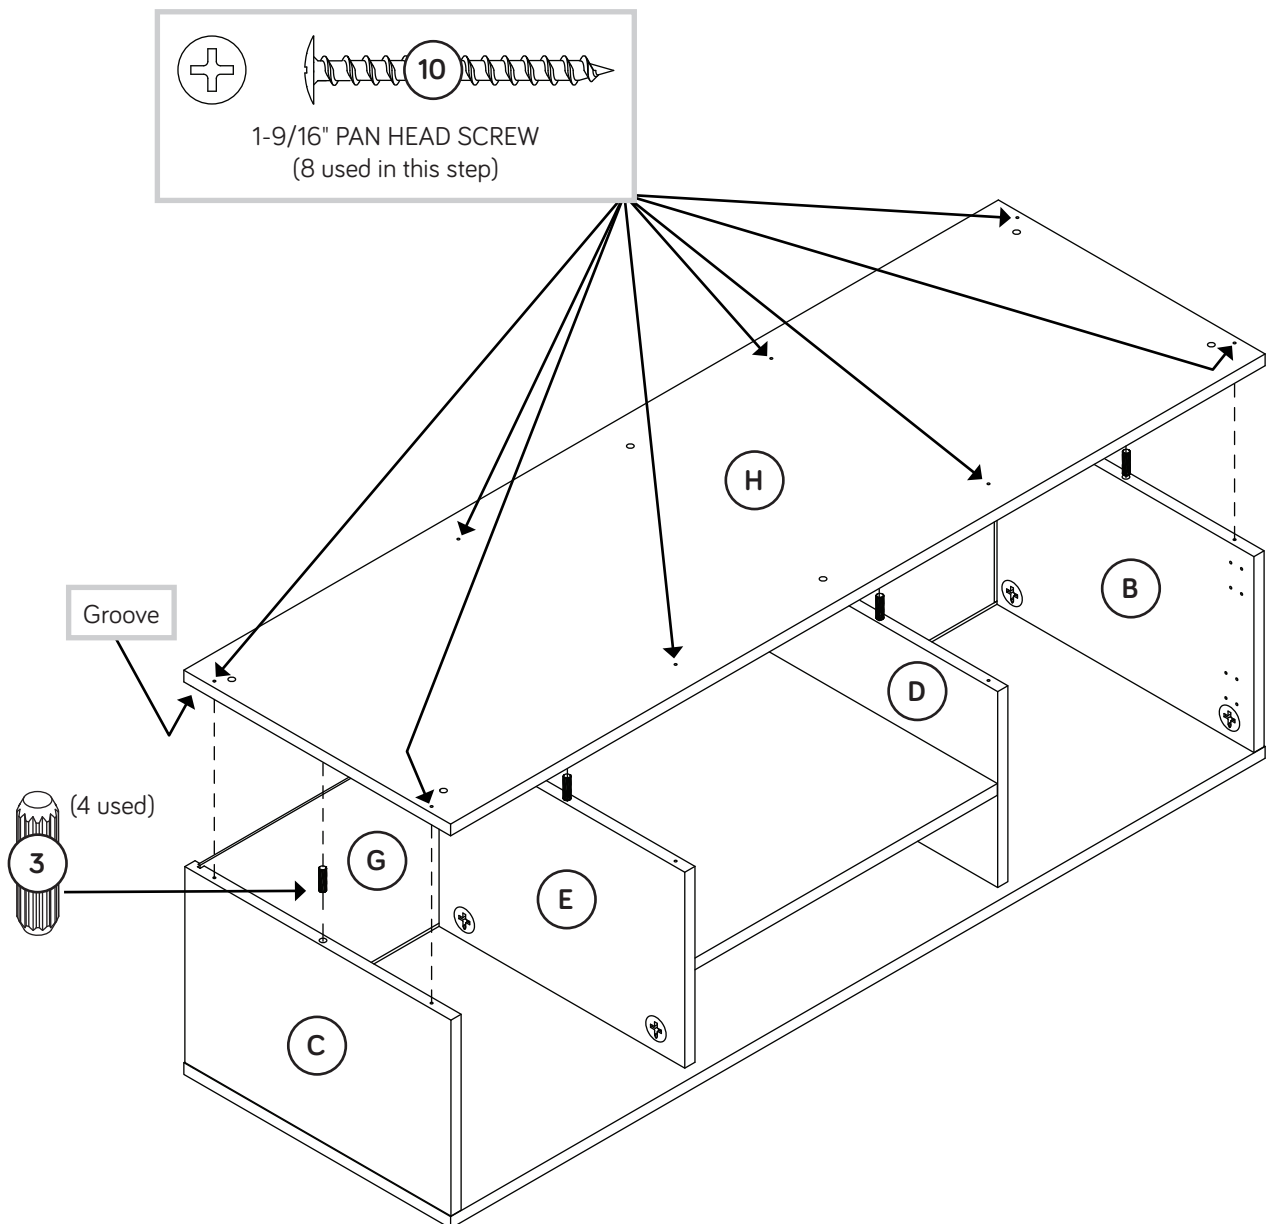 10
1-9/16" PAN HEAD SCREW
(8 used in this step)
H
B
Groove
D
(4 used)
3
G
E
C